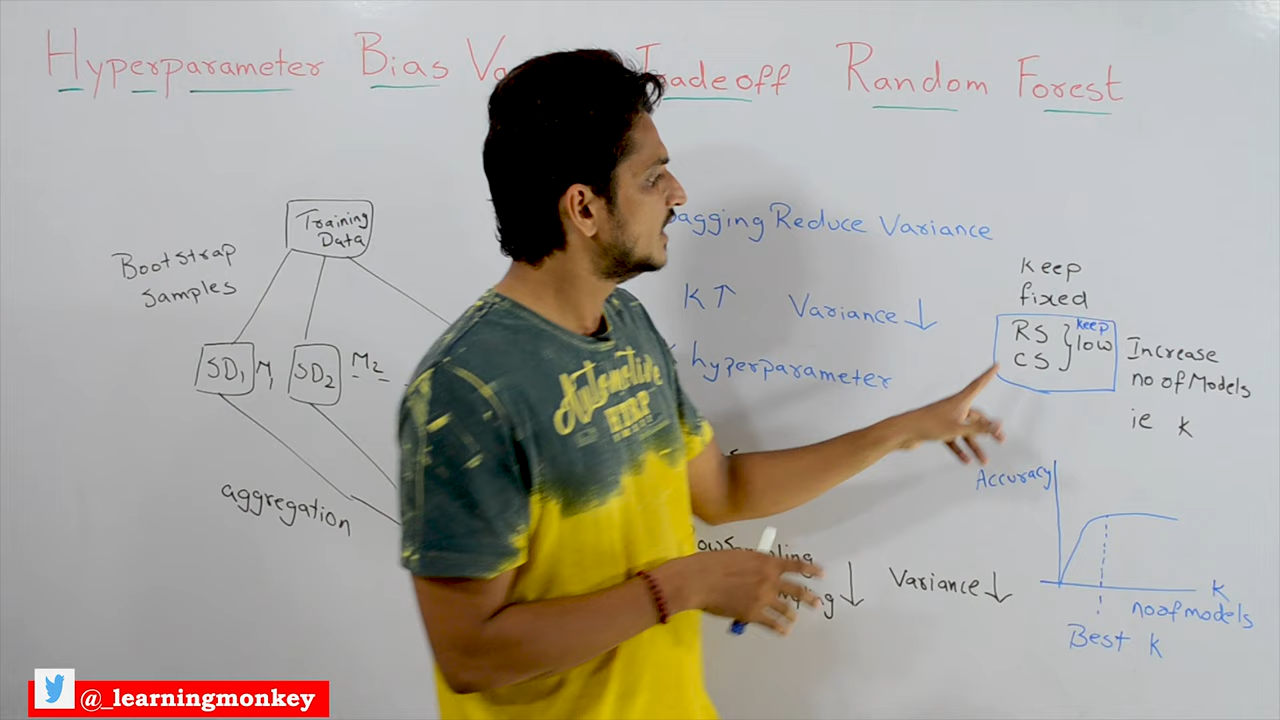 Hyperparameter Bias Tradeoff Random Forest
Training
Data
Bootstrap
Samples
SD1 M1
SD2 M2
aggregation
Bagging Reduce Variance
K↑ Variance ↓
hyperparameter
Variance ↓
Keep
fixed
RS
CS
} keep
low
Increase
no of Models
ie k
Accuracy
K
no of models
Best k
@_learningmonkey